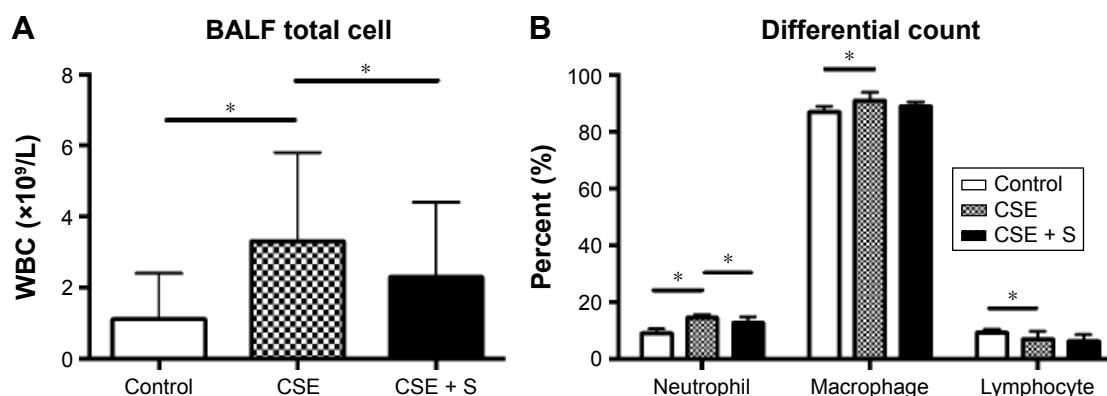 A
BALF total cell
WBC (×10⁹/L)
8
6
4
2
0
*
*
Control
CSE
CSE + S
B
Differential count
Percent (%)
100
80
60
40
20
0
*
*
*
*
Control
CSE
CSE + S
Neutrophil
Macrophage
Lymphocyte